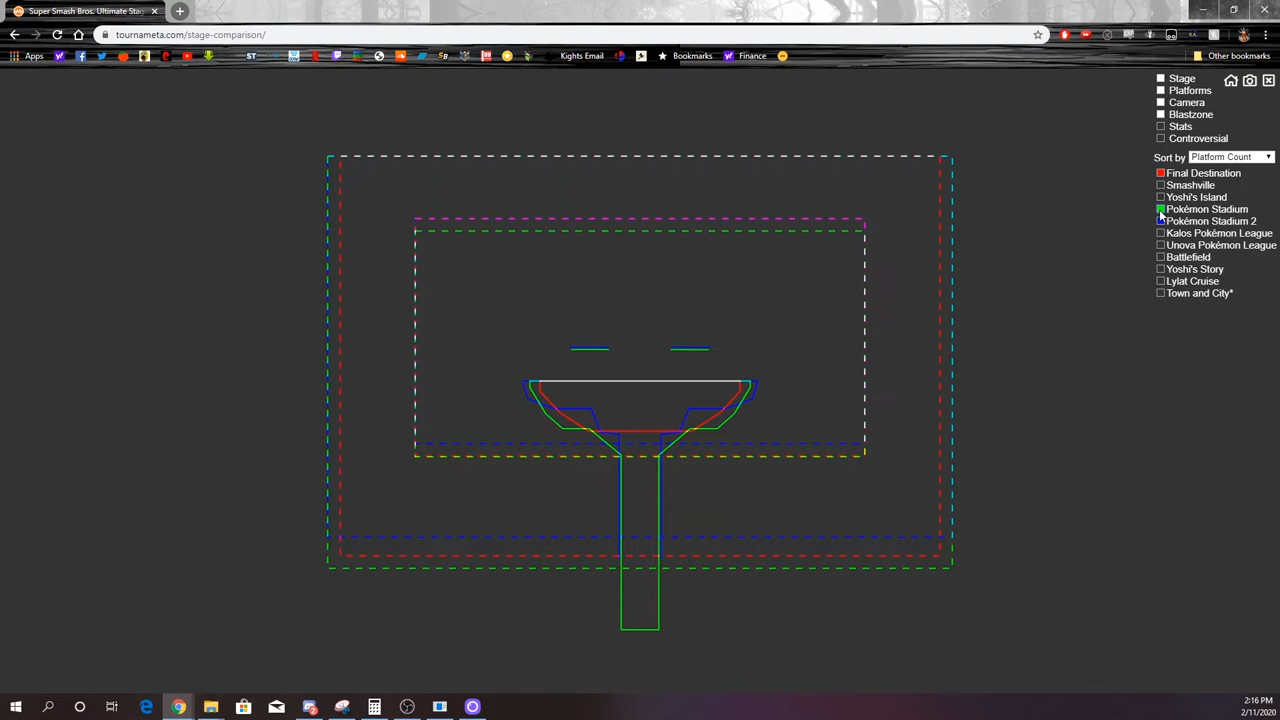 Super Smash Bros. Ultimate Stag
tournameta.com/stage-comparison/
Apps
ST
Kights Email
Bookmarks
Finance
Other bookmarks
Stage
Platforms
Camera
Blastzone
Stats
Controversial
Sort by Platform Count
Final Destination
Smashville
Yoshi's Island
Pokémon Stadium
Pokémon Stadium 2
Kalos Pokémon League
Unova Pokémon League
Battlefield
Yoshi's Story
Lylat Cruise
Town and City*
2:16 PM
2/11/2020